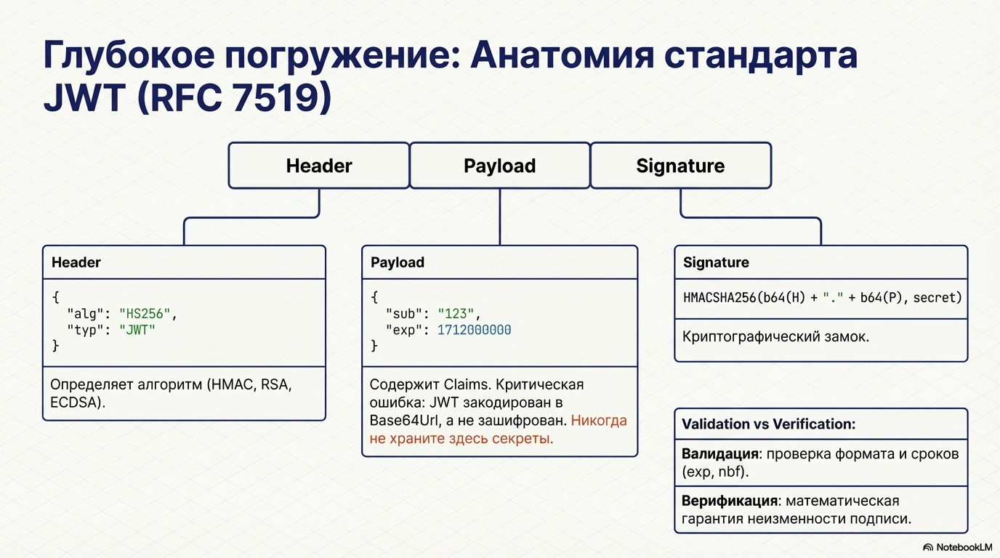 Глубокое погружение: Анатомия стандарта
JWT (RFC 7519)
Header
Payload
Signature
Header
{
"alg": "HS256",
"typ": "JWT"
}
Определяет алгоритм (HMAC, RSA,
ECDSA).
Payload
{
"sub": "123",
"exp": 1712000000
}
Содержит Claims. Критическая
ошибка: JWT закодирован в
Base64Url, а не зашифрован. Никогда
не храните здесь секреты.
Signature
HMACSHA256(b64(H) + "." + b64(P), secret)
Криптографический замок.
Validation vs Verification:
Валидация: проверка формата и сроков
(exp, nbf).
Верификация: математическая
гарантия неизменности подписи.
NotebookLM